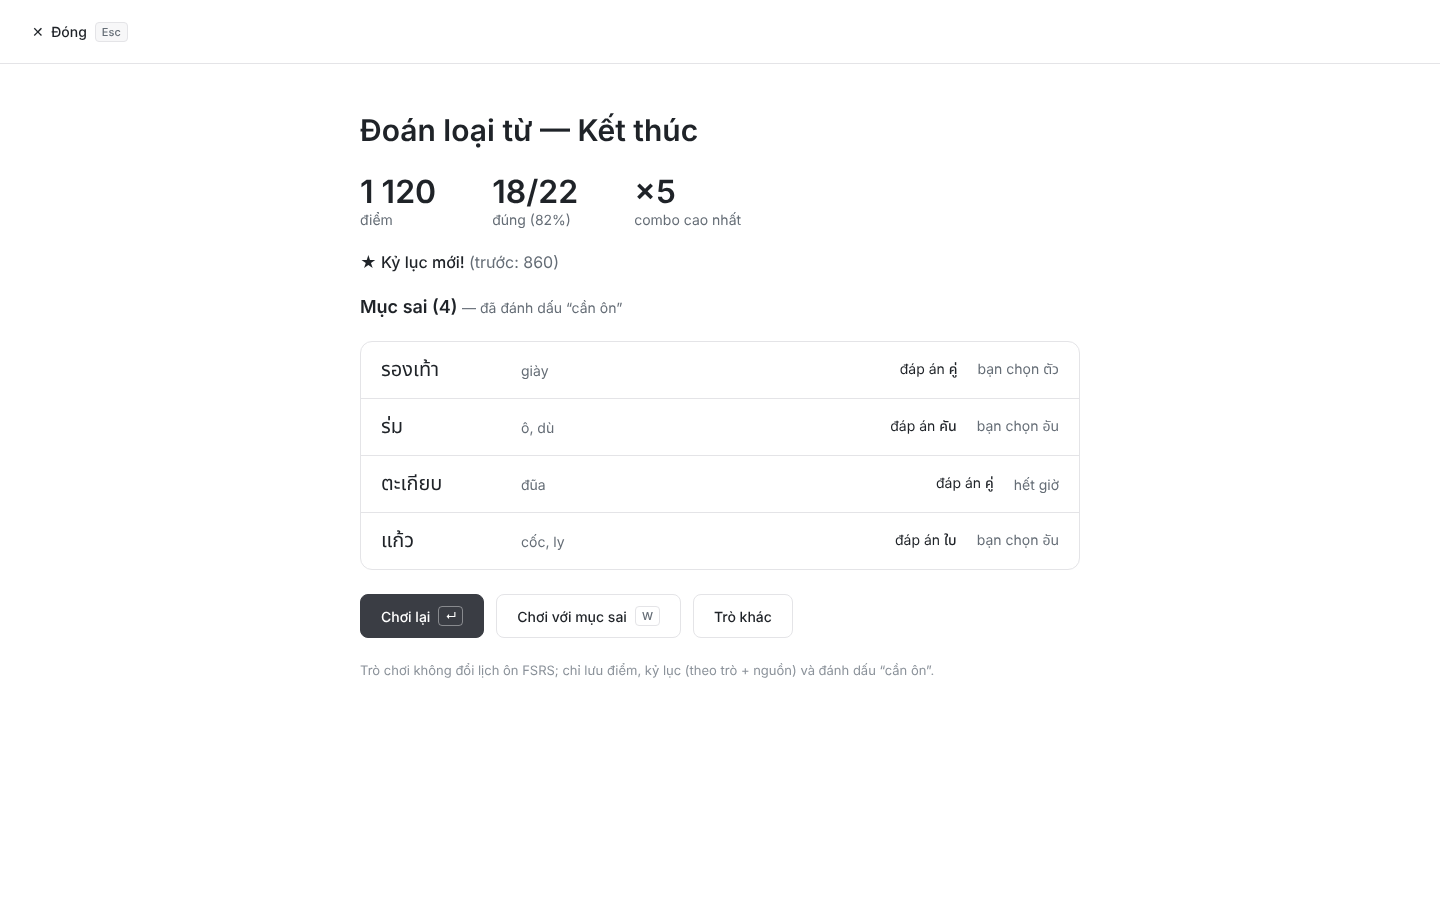 ✕ Đóng Esc
Đoán loại từ — Kết thúc
1 120 18/22 ×5
điểm đúng (82%) combo cao nhất
★ Kỷ lục mới! (trước: 860)
Mục sai (4) — đã đánh dấu “cần ôn”
รองเท้า giày đáp án คู่ bạn chọn ตัว
ร่ม ô, dù đáp án คัน bạn chọn อัน
ตะเกียบ đũa đáp án คู่ hết giờ
แก้ว cốc, ly đáp án ใบ bạn chọn อัน
Chơi lại ↵ Chơi với mục sai W Trò khác
Trò chơi không đổi lịch ôn FSRS; chỉ lưu điểm, kỷ lục (theo trò + nguồn) và đánh dấu “cần ôn”.